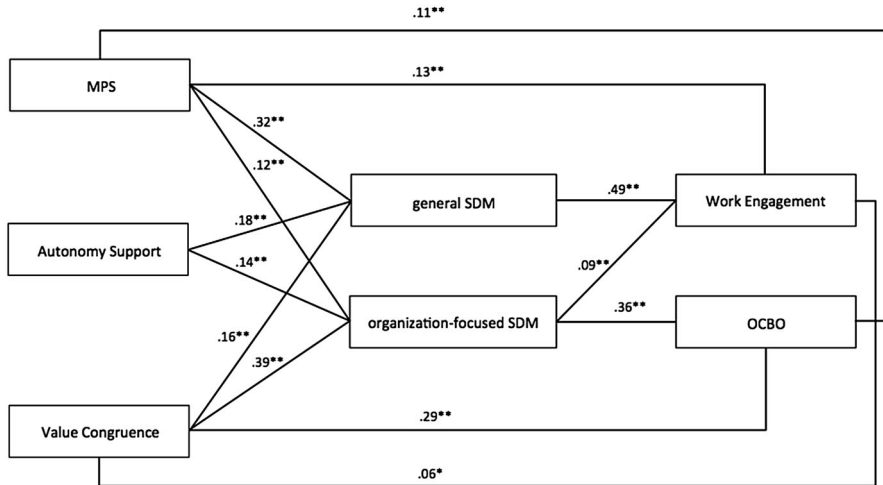 .11**
MPS
.13**
.32**
.12**
general SDM
.49**
Work Engagement
.18**
Autonomy Support
.14**
.09**
organization-focused SDM
.36**
OCBO
.16**
.39**
Value Congruence
.29**
.06*